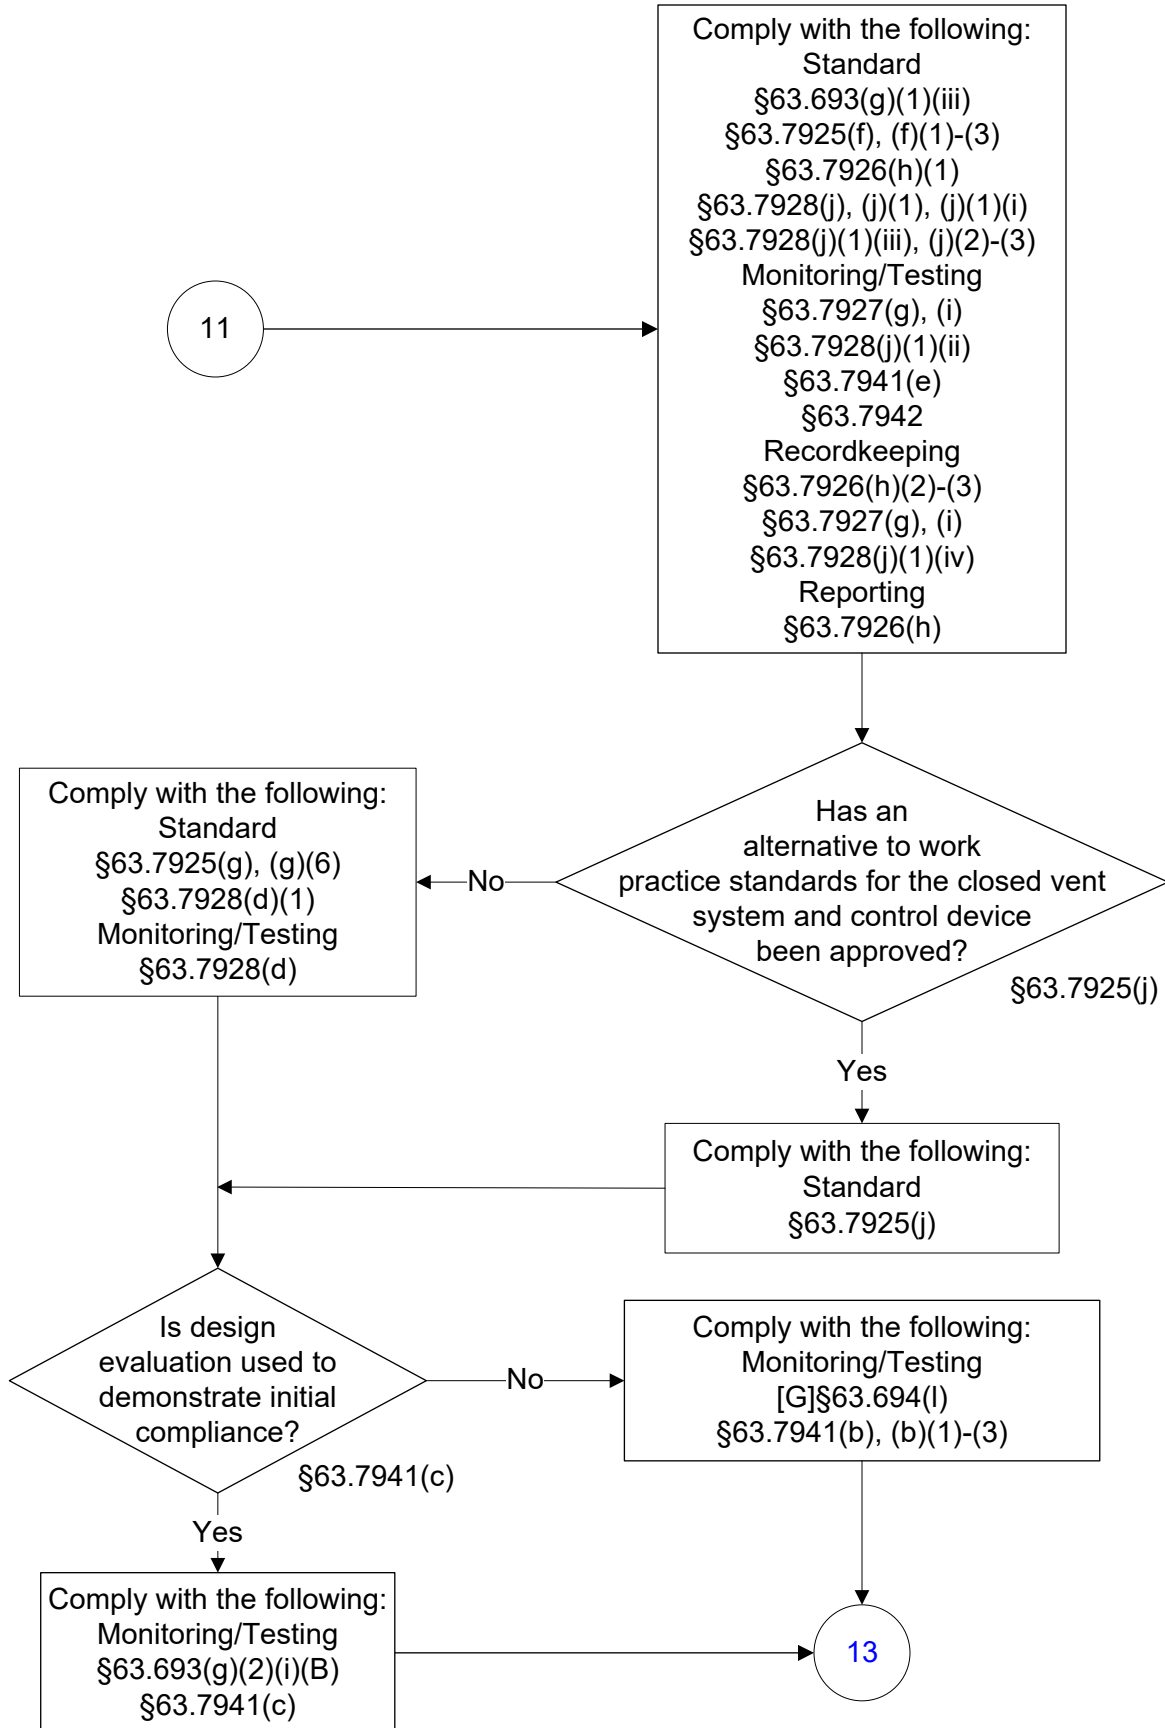 Comply with the following:
Standard
§63.693(g)(1)(iii)
§63.7925(f), (f)(1)-(3)
§63.7926(h)(1)
§63.7928(j), (j)(1), (j)(1)(i)
§63.7928(j)(1)(iii), (j)(2)-(3)
Monitoring/Testing
§63.7927(g), (i)
§63.7928(j)(1)(ii)
§63.7941(e)
§63.7942
Recordkeeping
§63.7926(h)(2)-(3)
§63.7927(g), (i)
§63.7928(j)(1)(iv)
Reporting
§63.7926(h)
11
Has an
alternative to work
practice standards for the closed vent
system and control device
been approved?
§63.7925(j)
No
Comply with the following:
Standard
§63.7925(g), (g)(6)
§63.7928(d)(1)
Monitoring/Testing
§63.7928(d)
Yes
Comply with the following:
Standard
§63.7925(j)
Is design
evaluation used to
demonstrate initial
compliance?
§63.7941(c)
No
Comply with the following:
Monitoring/Testing
[G]§63.694(l)
§63.7941(b), (b)(1)-(3)
Yes
Comply with the following:
Monitoring/Testing
§63.693(g)(2)(i)(B)
§63.7941(c)
13